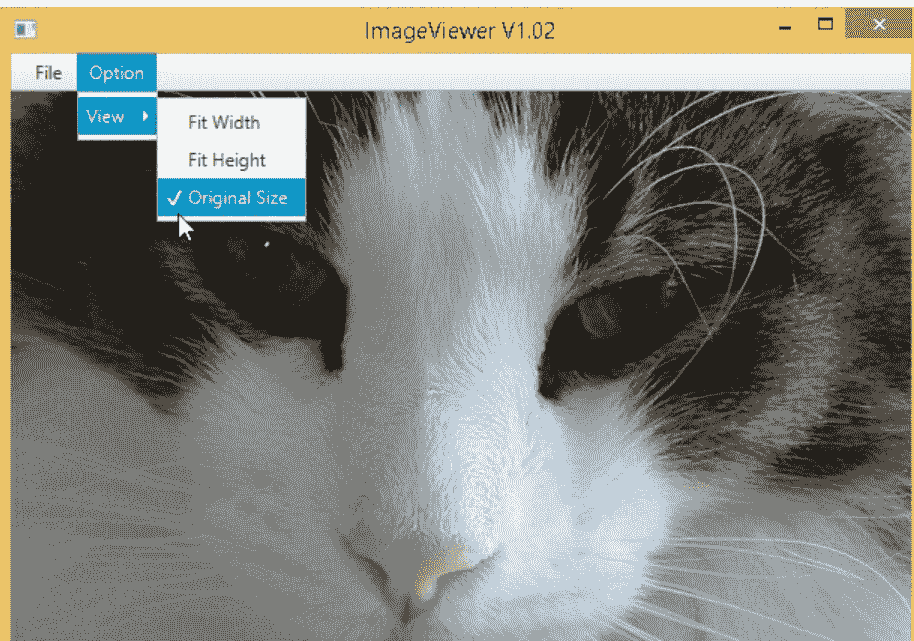 ImageViewer V1.02
File Option
View
Fit Width
Fit Height
Original Size